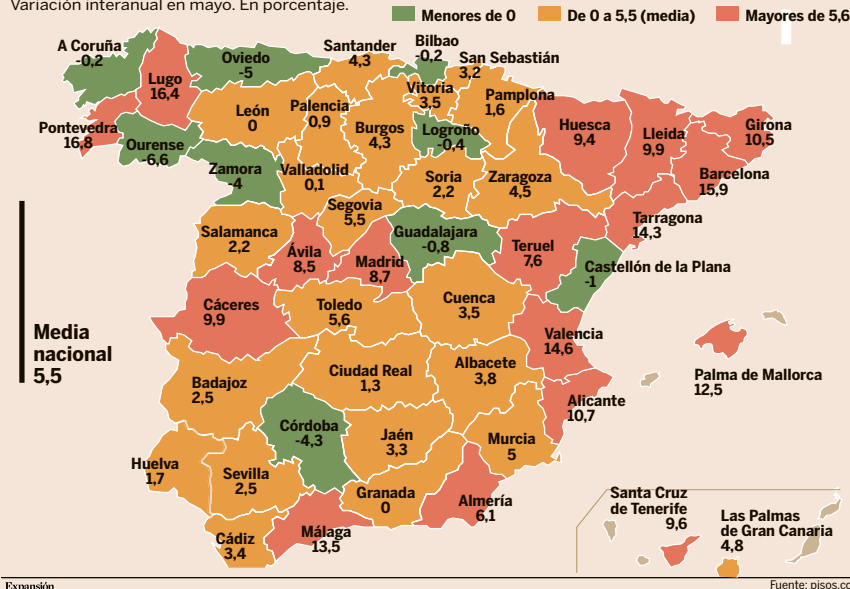 Variación interanual en mayo. En porcentaje.
Menores de 0
De 0 a 5,5 (media)
Mayores de 5,6
A Coruña
-0,2
Lugo
16,4
Oviedo
-5
Santander
4,3
Bilbao
-0,2
San Sebastián
3,2
Vitoria
3,5
Pamplona
1,6
Pontevedra
16,8
Ourense
-6,6
León
0
Palencia
0,9
Burgos
4,3
Logroño
-0,4
Huesca
9,4
Lleida
9,9
Girona
10,5
Barcelona
15,9
Zamora
-4
Valladolid
0,1
Soria
2,2
Zaragoza
4,5
Tarragona
14,3
Salamanca
2,2
Segovia
5,5
Ávila
8,5
Madrid
8,7
Guadalajara
-0,8
Teruel
7,6
Castellón de la Plana
-1
Cáceres
9,9
Toledo
5,6
Cuenca
3,5
Valencia
14,6
Media
nacional
5,5
Badajoz
2,5
Ciudad Real
1,3
Albacete
3,8
Palma de Mallorca
12,5
Alicante
10,7
Córdoba
-4,3
Jaén
3,3
Murcia
5
Huelva
1,7
Sevilla
2,5
Granada
0
Almería
6,1
Cádiz
3,4
Málaga
13,5
Santa Cruz
de Tenerife
9,6
Las Palmas
de Gran Canaria
4,8
Expansión
Fuente: pisos.co